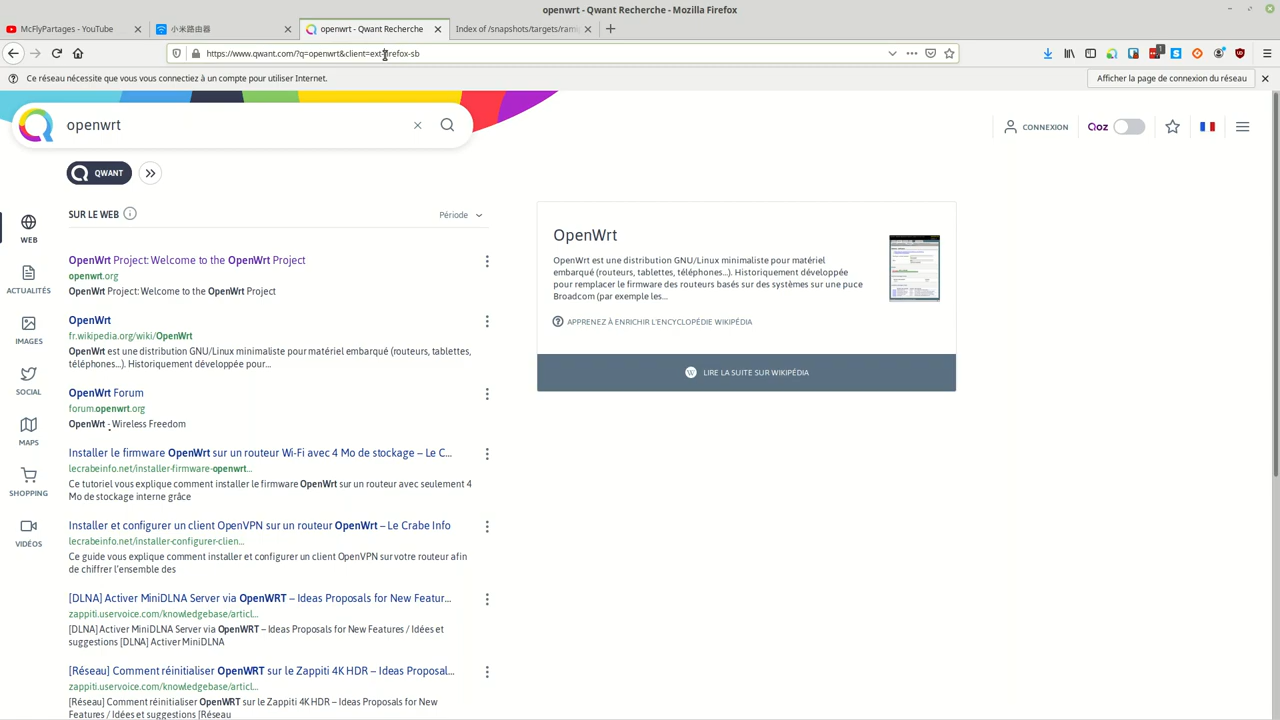 openwrt - Qwant Recherche - Mozilla Firefox
McFlyPartages - YouTube
小米路由器
openwrt - Qwant Recherche
Index of /snapshots/targets/rami
https://www.qwant.com/?q=openwrt&client=ext-firefox-sb
1
Ce réseau nécessite que vous vous connectiez à un compte pour utiliser Internet.
Afficher la page de connexion du réseau
openwrt
CONNEXION
Qoz
QWANT
SUR LE WEB
Période
WEB
ACTUALITÉS
IMAGES
SOCIAL
MAPS
SHOPPING
VIDÉOS
OpenWrt Project: Welcome to the OpenWrt Project
openwrt.org
OpenWrt Project: Welcome to the OpenWrt Project
OpenWrt
fr.wikipedia.org/wiki/OpenWrt
OpenWrt est une distribution GNU/Linux minimaliste pour matériel embarqué (routeurs, tablettes,
téléphones...). Historiquement développée pour...
OpenWrt Forum
forum.openwrt.org
OpenWrt - Wireless Freedom
Installer le firmware OpenWrt sur un routeur Wi-Fi avec 4 Mo de stockage – Le C...
lecrabeinfo.net/installer-firmware-openwrt...
Ce tutoriel vous explique comment installer le firmware OpenWrt sur un routeur avec seulement 4
Mo de stockage interne grâce
Installer et configurer un client OpenVPN sur un routeur OpenWrt – Le Crabe Info
lecrabeinfo.net/installer-configurer-clien...
Ce guide vous explique comment installer et configurer un client OpenVPN sur votre routeur afin
de chiffrer l'ensemble des
[DLNA] Activer MiniDLNA Server via OpenWRT – Ideas Proposals for New Featur...
zappiti.uservoice.com/knowledgebase/articl...
[DLNA] Activer MiniDLNA Server via OpenWRT – Ideas Proposals for New Features / Idées et
suggestions [DLNA] Activer MiniDLNA
[Réseau] Comment réinitialiser OpenWRT sur le Zappiti 4K HDR – Ideas Proposal...
zappiti.uservoice.com/knowledgebase/articl...
[Réseau] Comment réinitialiser OpenWRT sur le Zappiti 4K HDR – Ideas Proposals for New
Features / Idées et suggestions [Réseau
OpenWrt
OpenWrt est une distribution GNU/Linux minimaliste pour matériel
embarqué (routeurs, tablettes, téléphones...). Historiquement développée
pour remplacer le firmware des routeurs basés sur des systèmes sur une puce
Broadcom (par exemple les...
APPRENEZ À ENRICHIR L'ENCYCLOPÉDIE WIKIPÉDIA
W
LIRE LA SUITE SUR WIKIPÉDIA